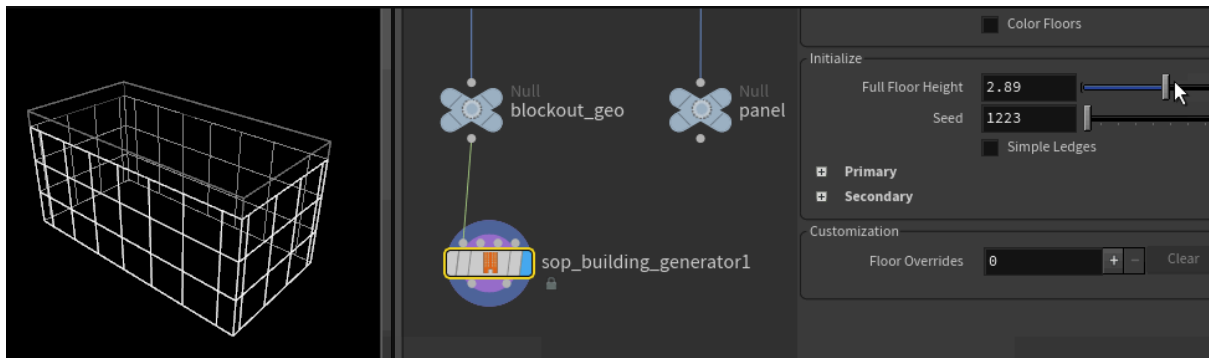 Color Floors
Initialize
Null
blockout_geo
Null
panel
Full Floor Height 2.89
Seed 1223
Simple Ledges
Primary
Secondary
Customization
sop_building_generator1
Floor Overrides 0 + - Clear